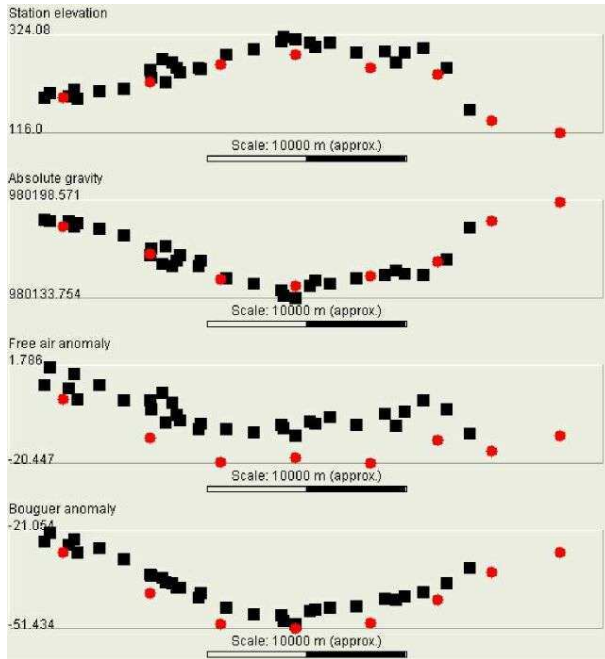 Station elevation
324.08
116.0
Scale: 10000 m (approx.)
Absolute gravity
980198.571
980133.754
Scale: 10000 m (approx.)
Free air anomaly
1.786
-20.447
Scale: 10000 m (approx.)
Bouguer anomaly
-21.054
-51.434
Scale: 10000 m (approx.)